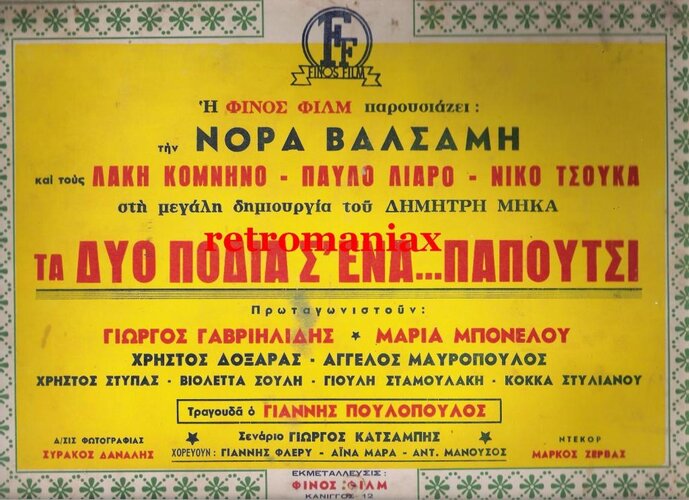 FF
FINOS FILM
Ἡ ΦΙΝΟΣ ΦΙΛΜ παρουσιάζει :
τὴν ΝΟΡΑ ΒΑΛΣΑΜΗ
καὶ τοὺς ΛΑΚΗ ΚΟΜΝΗΝΟ - ΠΑΥΛΟ ΛΙΑΡΟ - ΝΙΚΟ ΤΣΟΥΚΑ
στὴ μεγάλη δημιουργία τοῦ ΔΗΜΗΤΡΗ ΜΗΚΑ
retromaniax
ΤΑ ΔΥΟ ΠΟΔΙΑ Σ'ΕΝΑ...ΠΑΠΟΥΤΣΙ
Πρωταγωνιστοῦν :
ΓΙΩΡΓΟΣ ΓΑΒΡΙΗΛΙΔΗΣ ★ ΜΑΡΙΑ ΜΠΟΝΕΛΟΥ
ΧΡΗΣΤΟΣ ΔΟΞΑΡΑΣ - ΑΓΓΕΛΟΣ ΜΑΥΡΟΠΟΥΛΟΣ
ΧΡΗΣΤΟΣ ΣΤΥΠΑΣ - ΒΙΟΛΕΤΤΑ ΣΟΥΛΗ - ΓΙΟΥΛΗ ΣΤΑΜΟΥΛΑΚΗ - ΚΟΚΚΑ ΣΤΥΛΙΑΝΟΥ
Τραγουδᾶ ὁ ΓΙΑΝΝΗΣ ΠΟΥΛΟΠΟΥΛΟΣ
Δ/ΣΙΣ ΦΩΤΟΓΡΑΦΙΑΣ
ΣΥΡΑΚΟΣ ΔΑΝΑΛΗΣ
★ Σενάριο ΓΙΩΡΓΟΣ ΚΑΤΣΑΜΠΗΣ ★
ΧΟΡΕΥΟΥΝ : ΓΙΑΝΝΗΣ ΦΛΕΡΥ - ΑΪΝΑ ΜΑΡΑ - ΑΝΤ. ΜΑΝΟΥΣΟΣ
ΝΤΕΚΟΡ
ΜΑΡΚΟΣ ΖΕΡΒΑΣ
ΕΚΜΕΤΑΛΛΕΥΣΙΣ :
ΦΙΝΟΣ ΦΙΛΜ
ΚΑΝΙΓΓΟΣ 12